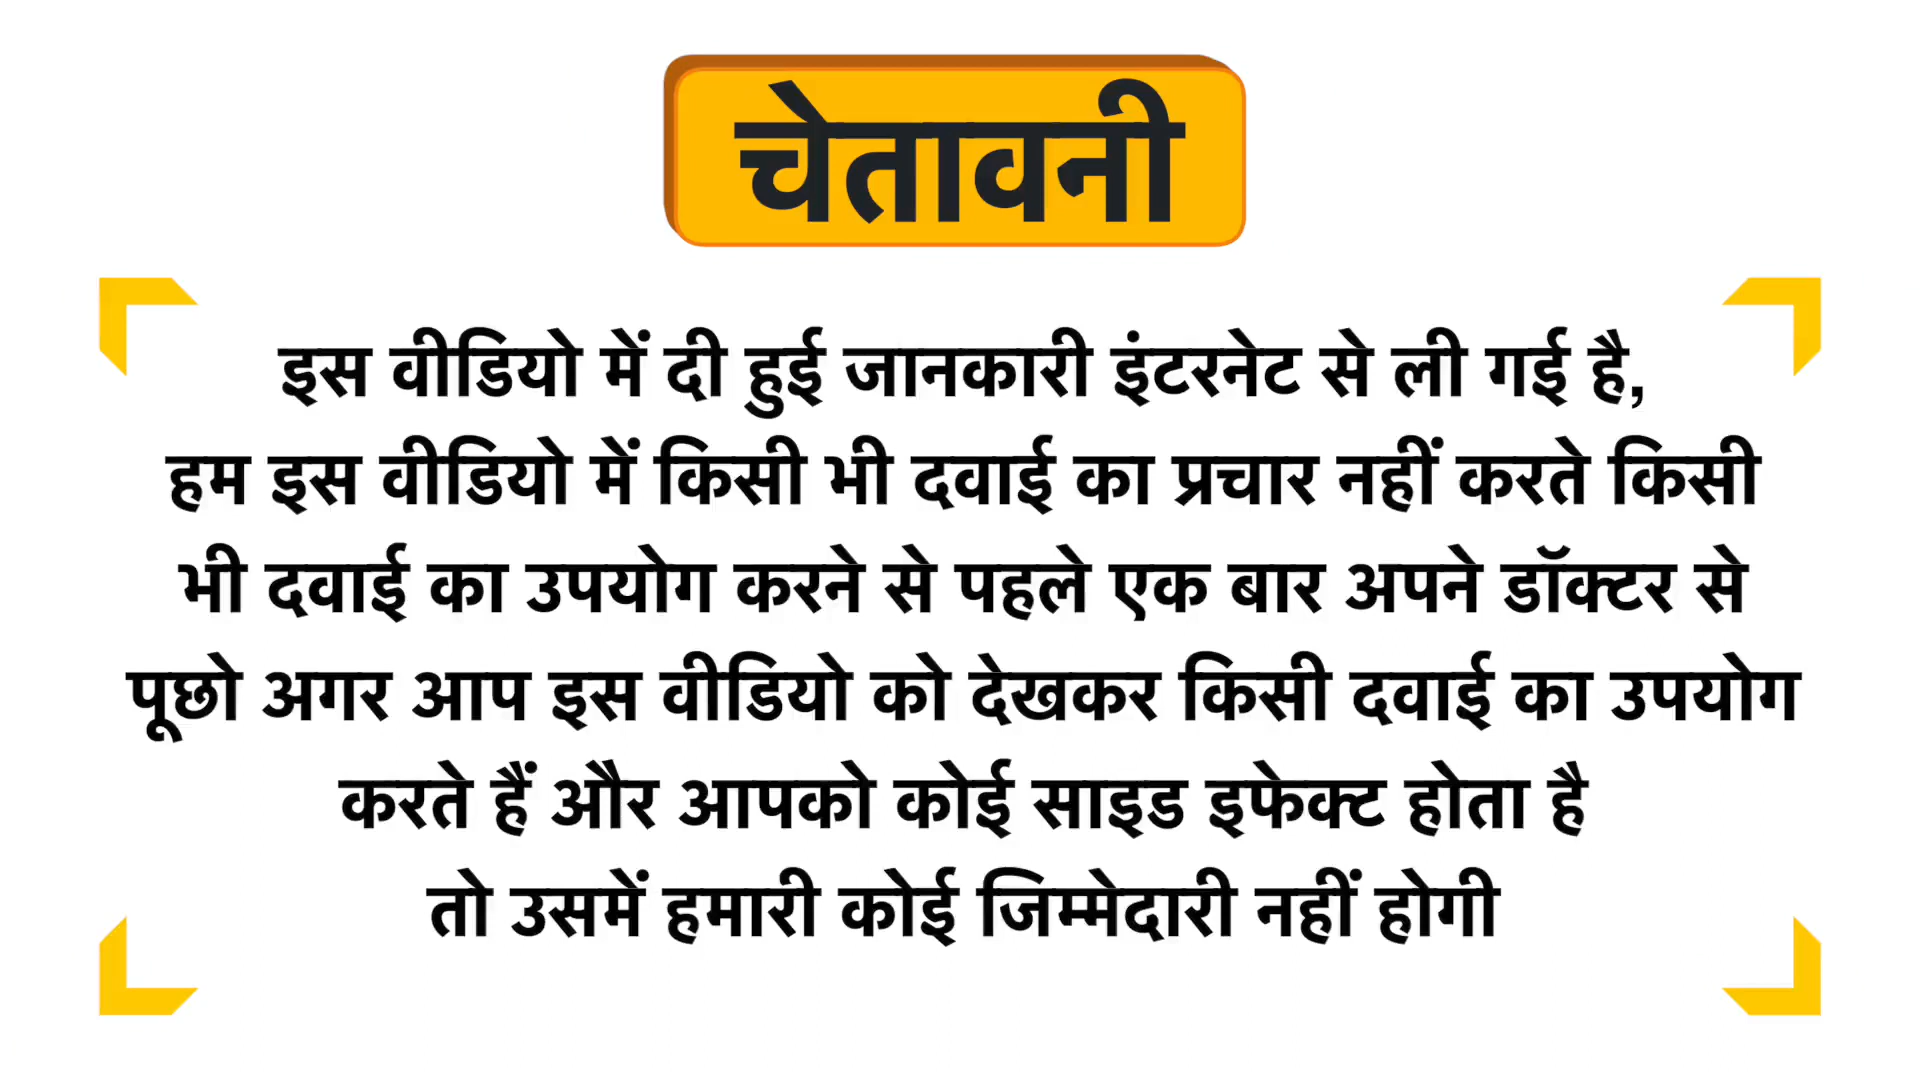 चेतावनी
इस वीडियो में दी हुई जानकारी इंटरनेट से ली गई है,
हम इस वीडियो में किसी भी दवाई का प्रचार नहीं करते किसी
भी दवाई का उपयोग करने से पहले एक बार अपने डॉक्टर से
पूछो अगर आप इस वीडियो को देखकर किसी दवाई का उपयोग
करते हैं और आपको कोई साइड इफेक्ट होता है
तो उसमें हमारी कोई जिम्मेदारी नहीं होगी